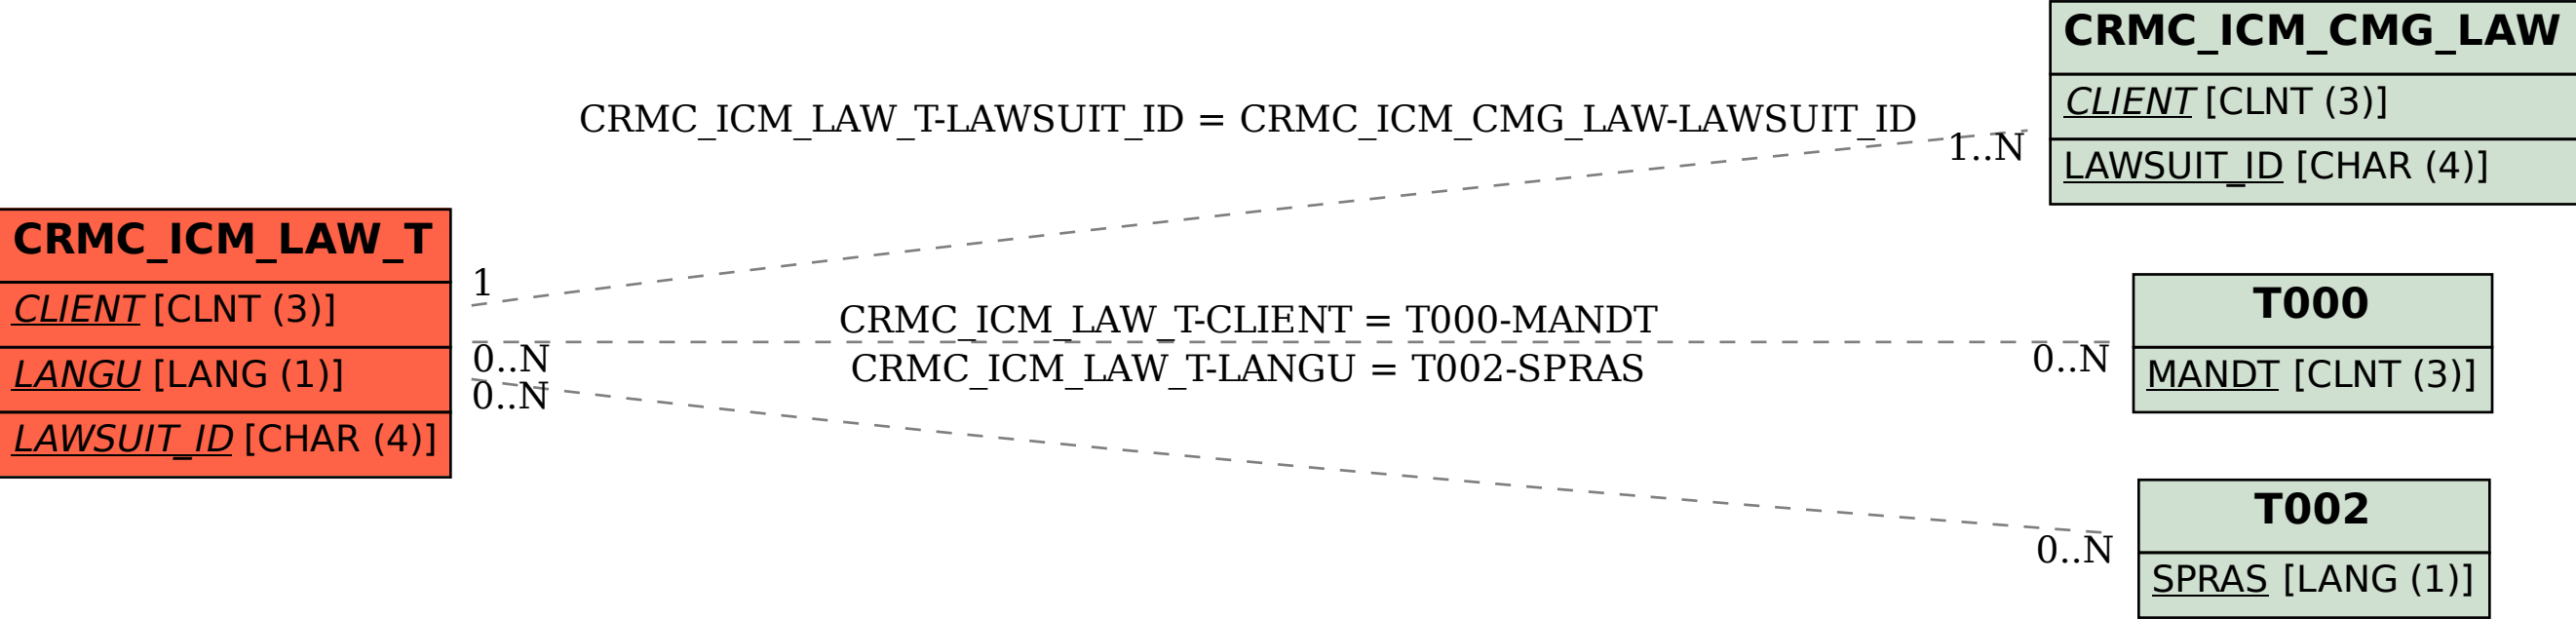 CRMC_ICM_CMG_LAW
CLIENT [CLNT (3)]
LAWSUIT_ID [CHAR (4)]
CRMC_ICM_LAW_T-LAWSUIT_ID = CRMC_ICM_CMG_LAW-LAWSUIT_ID
1..N
1
CRMC_ICM_LAW_T
CLIENT [CLNT (3)]
LANGU [LANG (1)]
LAWSUIT_ID [CHAR (4)]
CRMC_ICM_LAW_T-CLIENT = T000-MANDT
0..N
0..N
CRMC_ICM_LAW_T-LANGU = T002-SPRAS
0..N
0..N
T000
MANDT [CLNT (3)]
T002
SPRAS [LANG (1)]